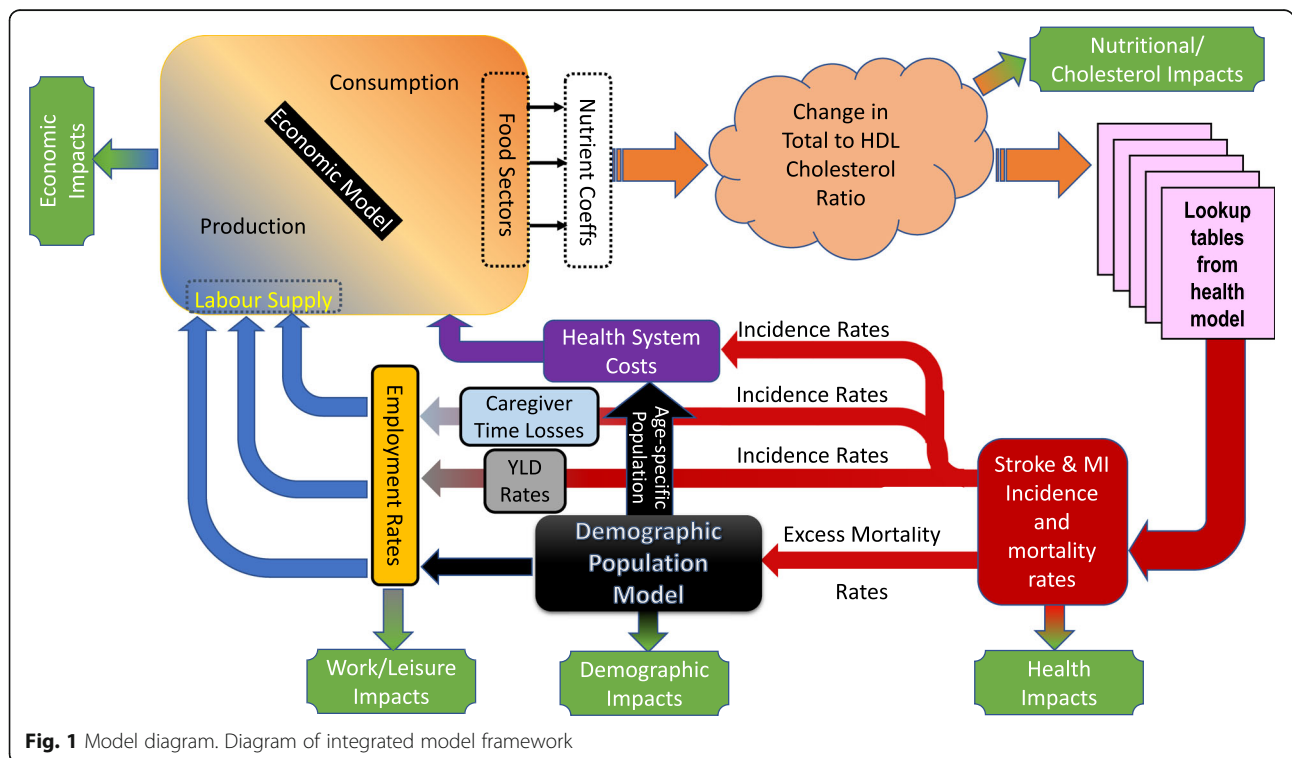 Economic
Impacts
Consumption
Economic Model
Production
Labour Supply
Food Sectors
Nutrient Coeffs
Change in
Total to HDL
Cholesterol
Ratio
Nutritional/
Cholesterol Impacts
Lookup
tables
from
health
model
Health System
Costs
Incidence Rates
Caregiver
Time Losses
Incidence Rates
YLD
Rates
Incidence Rates
Age-specific
Population
Employment Rates
Demographic
Population
Model
Excess Mortality
Rates
Stroke & MI
Incidence
and
mortality
rates
Work/Leisure
Impacts
Demographic
Impacts
Health
Impacts
Fig. 1 Model diagram. Diagram of integrated model framework